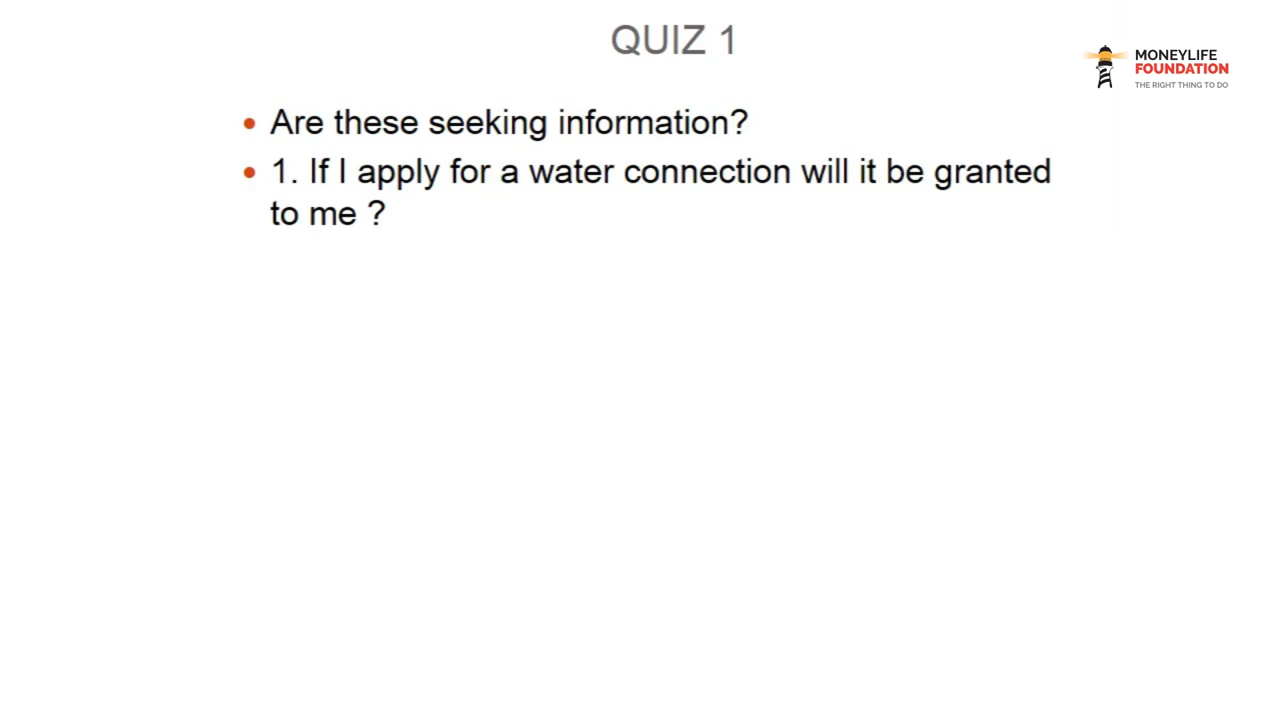 QUIZ 1
MONEYLIFE
FOUNDATION
THE RIGHT THING TO DO
• Are these seeking information?
• 1. If I apply for a water connection will it be granted
to me ?